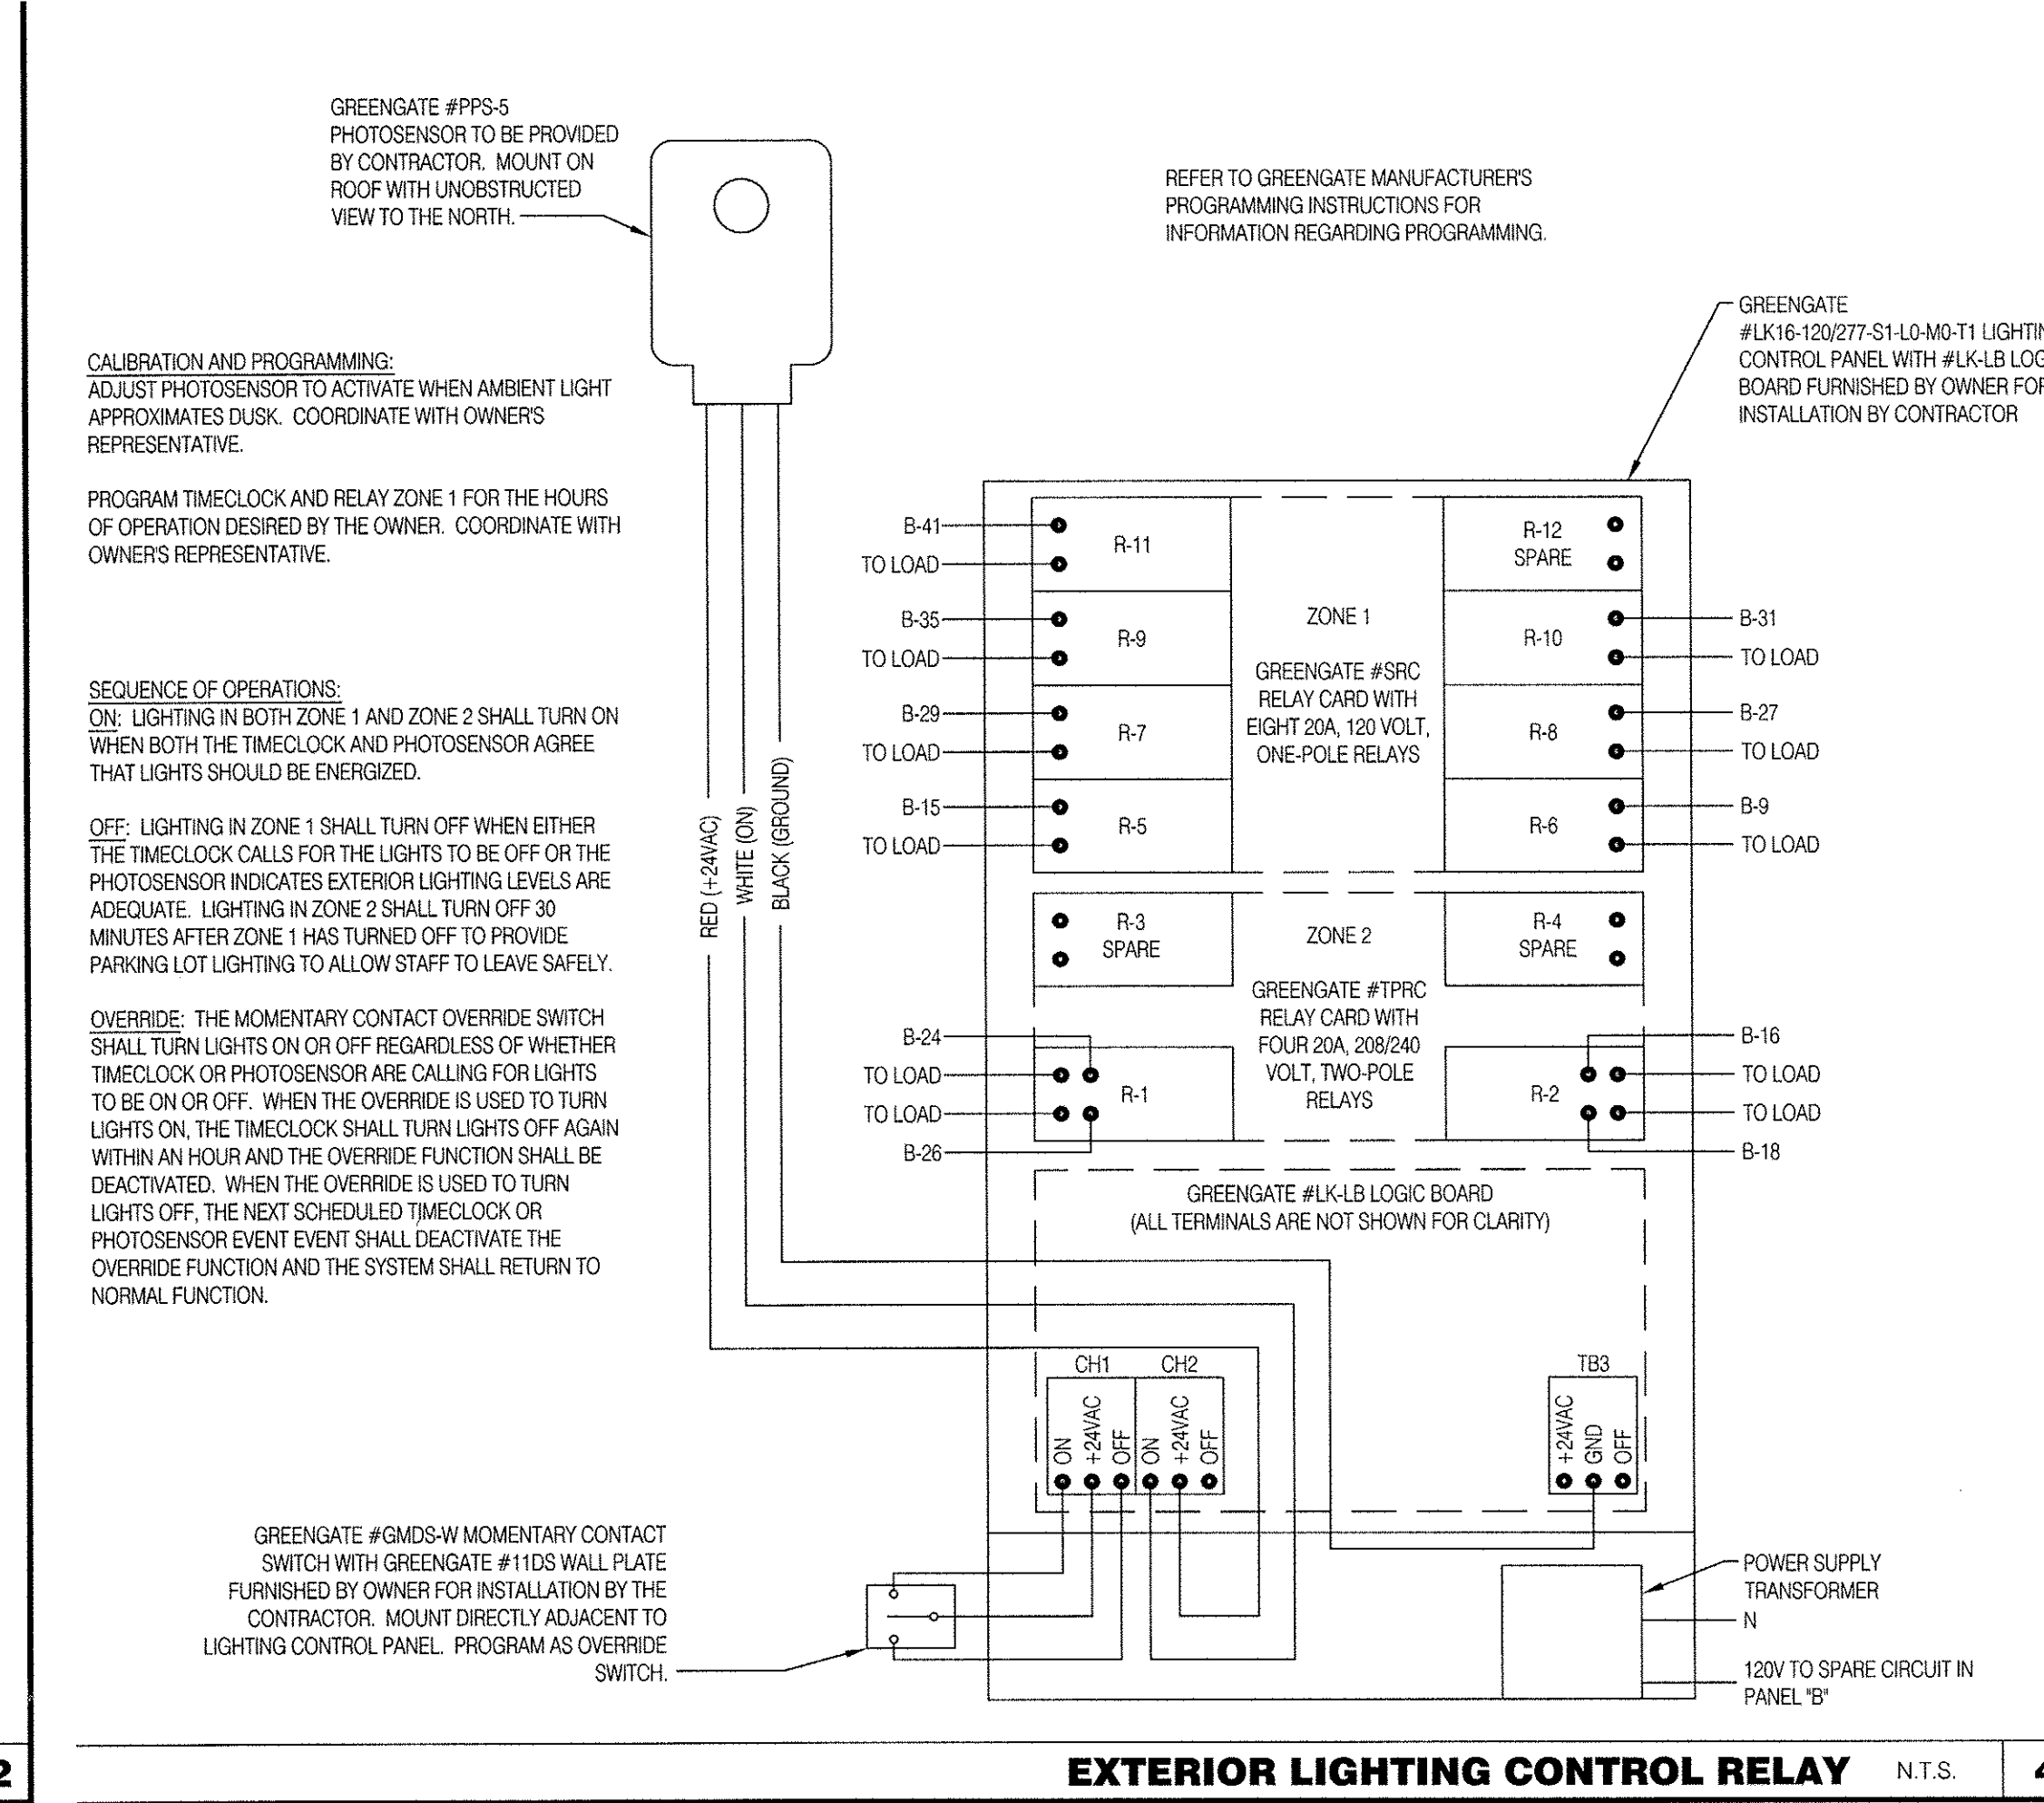 GREENGATE #PPS-5
PHOTOSENSOR TO BE PROVIDED
BY CONTRACTOR. MOUNT ON
ROOF WITH UNOBSTRUCTED
VIEW TO THE NORTH.
REFER TO GREENGATE MANUFACTURER'S
PROGRAMMING INSTRUCTIONS FOR
INFORMATION REGARDING PROGRAMMING.
GREENGATE
#LK16-120/277-S1-L0-M0-T1
CONTROL PANEL WITH #LK-LB
BOARD FURNISHED BY OWNER
INSTALLATION BY CONTRACTOR
CALIBRATION AND PROGRAMMING:
ADJUST PHOTOSENSOR TO ACTIVATE WHEN AMBIENT LIGHT
APPROXIMATES DUSK. COORDINATE WITH OWNER'S
REPRESENTATIVE.
PROGRAM TIMECLOCK AND RELAY ZONE 1 FOR THE HOURS
OF OPERATION DESIRED BY THE OWNER. COORDINATE WITH
OWNER'S REPRESENTATIVE.
SEQUENCE OF OPERATIONS:
ON: LIGHTING IN BOTH ZONE 1 AND ZONE 2 SHALL TURN ON
WHEN BOTH THE TIMECLOCK AND PHOTOSENSOR AGREE
THAT LIGHTS SHOULD BE ENERGIZED.
OFF: LIGHTING IN ZONE 1 SHALL TURN OFF WHEN EITHER
THE TIMECLOCK CALLS FOR THE LIGHTS TO BE OFF OR THE
PHOTOSENSOR INDICATES EXTERIOR LIGHTING LEVELS ARE
ADEQUATE. LIGHTING IN ZONE 2 SHALL TURN OFF 30
MINUTES AFTER ZONE 1 HAS TURNED OFF TO PROVIDE
PARKING LOT LIGHTING TO ALLOW STAFF TO LEAVE SAFELY.
OVERRIDE: THE MOMENTARY CONTACT OVERRIDE SWITCH
SHALL TURN LIGHTS ON OR OFF REGARDLESS OF WHETHER
TIMECLOCK OR PHOTOSENSOR ARE CALLING FOR LIGHTS
TO BE ON OR OFF. WHEN THE OVERRIDE IS USED TO TURN
LIGHTS ON, THE TIMECLOCK SHALL TURN LIGHTS OFF AGAIN
WITHIN AN HOUR AND THE OVERRIDE FUNCTION SHALL BE
DEACTIVATED. WHEN THE OVERRIDE IS USED TO TURN
LIGHTS OFF, THE NEXT SCHEDULED TIMECLOCK OR
PHOTOSENSOR EVENT EVENT SHALL DEACTIVATE THE
OVERRIDE FUNCTION AND THE SYSTEM SHALL RETURN TO
NORMAL FUNCTION.
RED (+24VAC)
WHITE (ON)
BLACK (GROUND)
B-41
TO LOAD
B-35
TO LOAD
B-29
TO LOAD
B-15
TO LOAD
R-11
R-9
R-7
R-5
ZONE 1
GREENGATE #SRC
RELAY CARD WITH
EIGHT 20A, 120 VOLT,
ONE-POLE RELAYS
R-12
SPARE
R-10
R-8
R-6
B-31
TO LOAD
B-27
TO LOAD
B-9
TO LOAD
R-3
SPARE
ZONE 2
R-4
SPARE
GREENGATE #TPRC
RELAY CARD WITH
FOUR 20A, 208/240
VOLT, TWO-POLE
RELAYS
B-24
TO LOAD
TO LOAD
B-26
R-1
R-2
B-16
TO LOAD
TO LOAD
B-18
GREENGATE #LK-LB LOGIC BOARD
(ALL TERMINALS ARE NOT SHOWN FOR CLARITY)
CH1
CH2
TB3
ON
+24VAC
OFF
ON
+24VAC
OFF
+24VAC
GND
OFF
GREENGATE #GMDS-W MOMENTARY CONTACT
SWITCH WITH GREENGATE #11DS WALL PLATE
FURNISHED BY OWNER FOR INSTALLATION BY THE
CONTRACTOR. MOUNT DIRECTLY ADJACENT TO
LIGHTING CONTROL PANEL. PROGRAM AS OVERRIDE
SWITCH.
POWER SUPPLY
TRANSFORMER
N
120V TO SPARE CIRCUIT IN
PANEL "B"
2
EXTERIOR LIGHTING CONTROL RELAY
N.T.S.